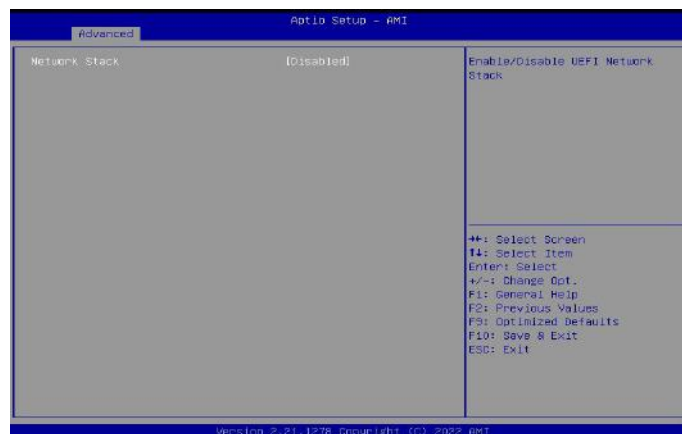 Aptio Setup - AMI
Advanced
Network Stack [Disabled]
Enable/Disable UEFI Network
Stack
→←: Select Screen
↑↓: Select Item
Enter: Select
+/-: Change Opt.
F1: General Help
F2: Previous Values
F9: Optimized Defaults
F10: Save & Exit
ESC: Exit
Version 2.21.1278 Copyright (C) 2022 AMI